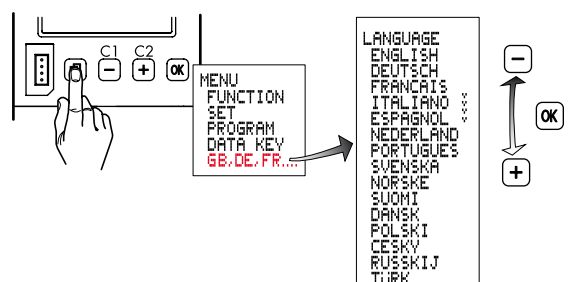 C1 C2
− + OK
MENU
FUNCTION
SET
PROGRAM
DATA KEY
GB,DE,FR....
LANGUAGE
ENGLISH
DEUTSCH
FRANCAIS
ITALIANO
ESPAGNOL
NEDERLAND
PORTUGUES
SVENSKA
NORSKE
SUOMI
DANSK
POLSKI
CESKY
RUSSKIJ
TüRK
−
OK
+